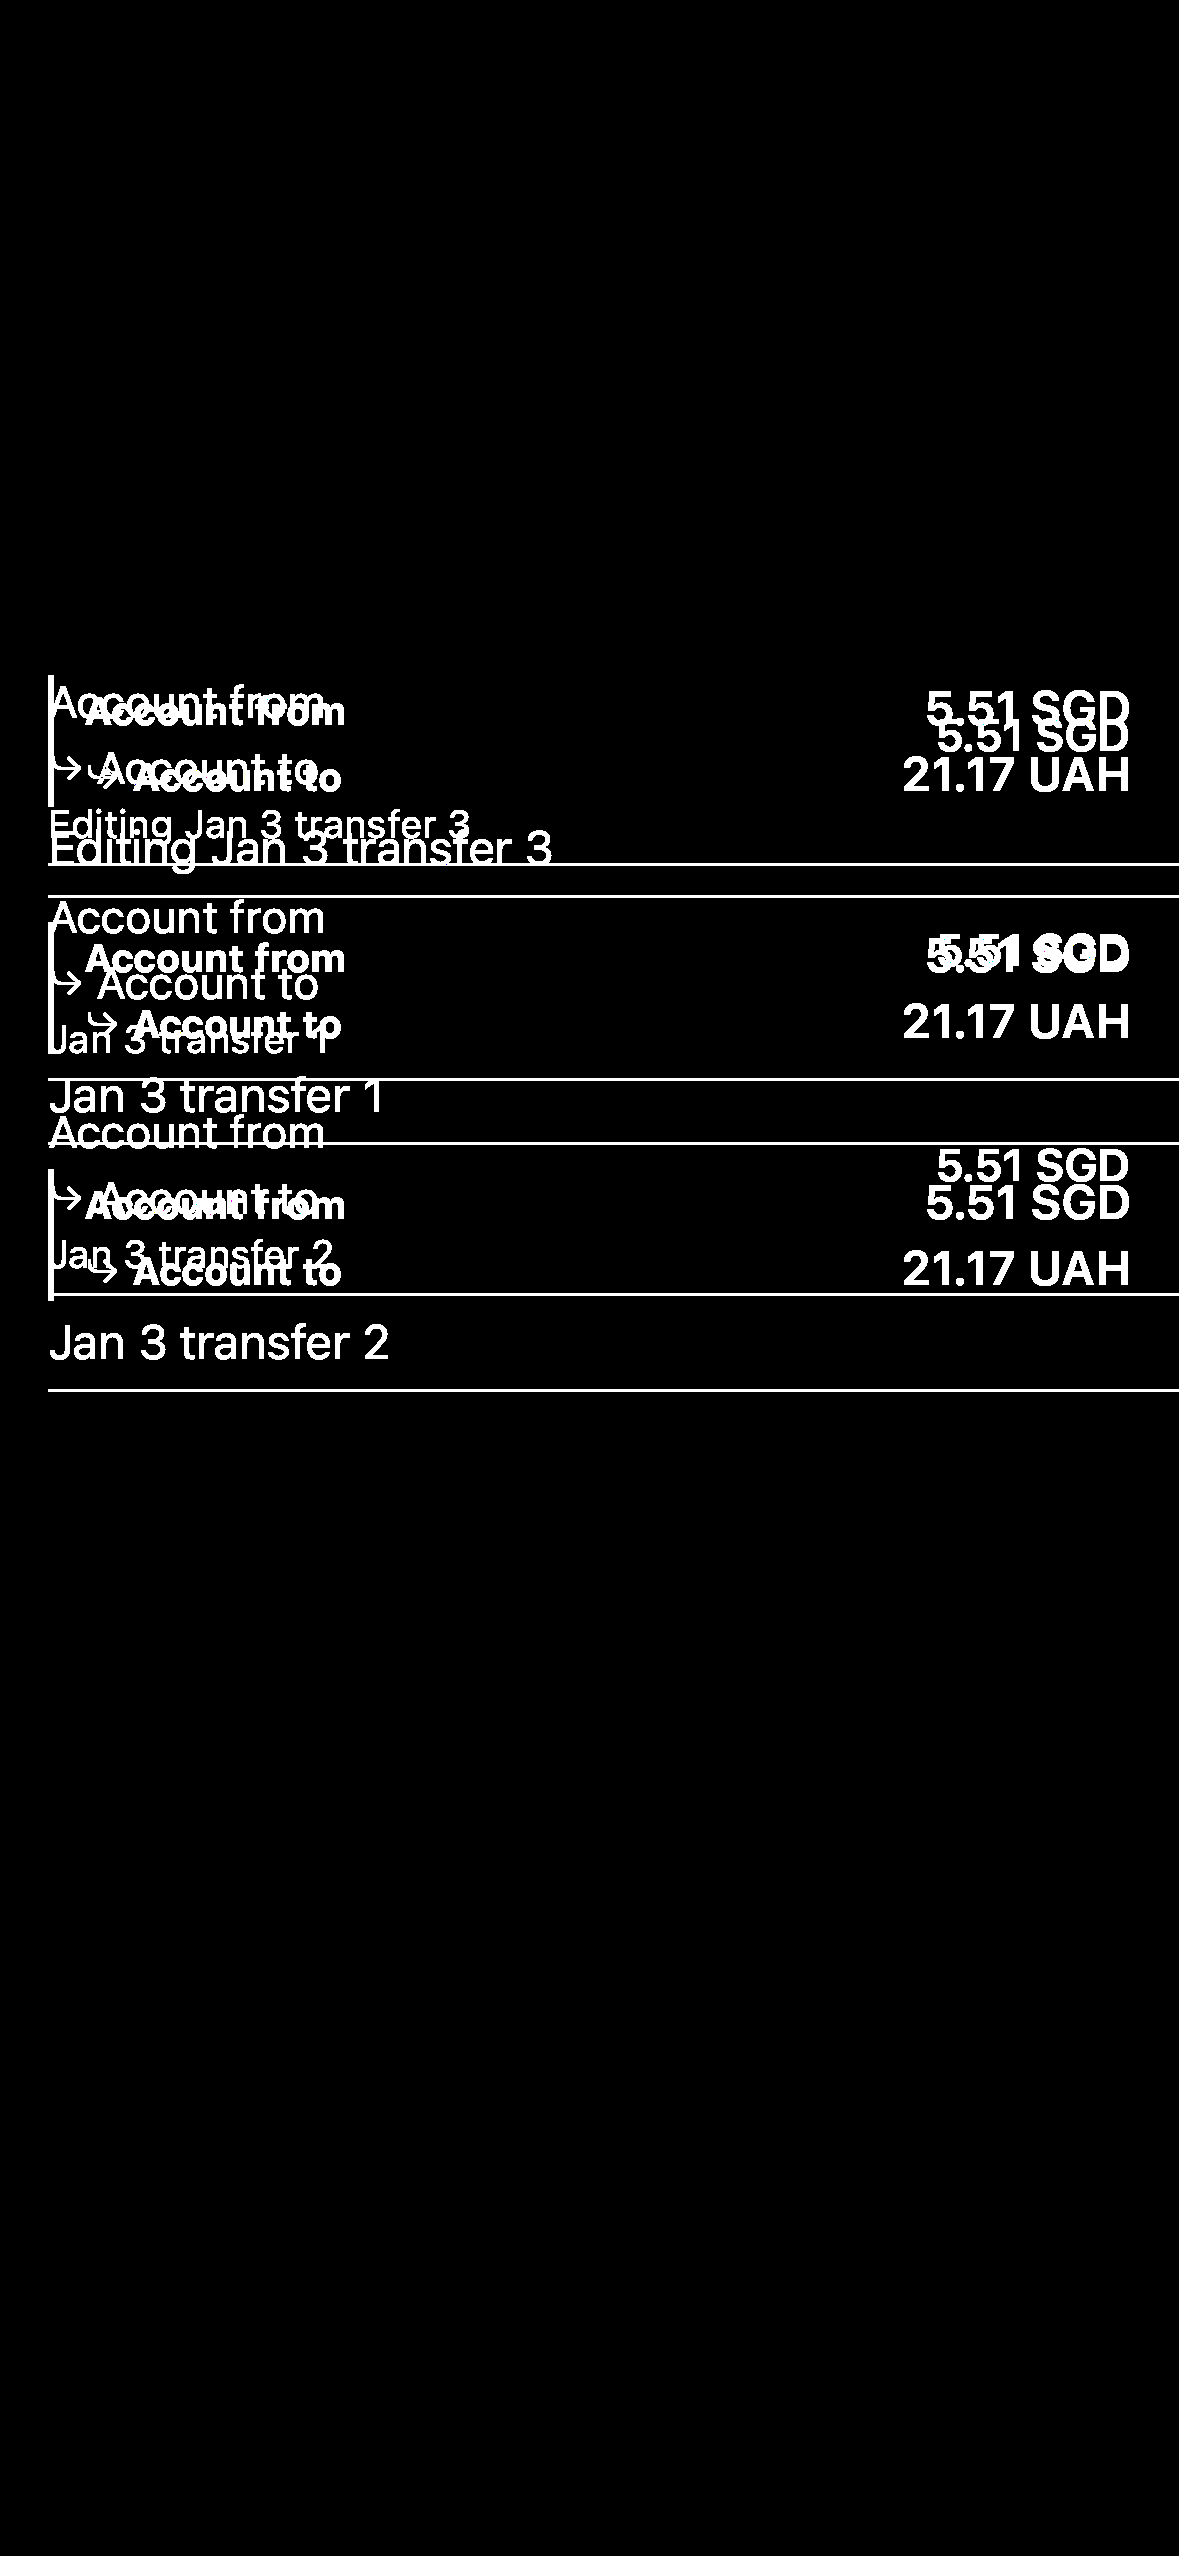 Account from
Account from
5.51 SGD
5.51 SGD
Account to
Account to
21.17 UAH
Editing Jan 3 transfer 3
Editing Jan 3 transfer 3
Account from
Account from
5.51 SGD
5.51 SGD
Account to
Account to
21.17 UAH
Jan 3 transfer 1
Jan 3 transfer 1
Account from
5.51 SGD
Account to
Account from
5.51 SGD
Jan 3 transfer 2
Account to
21.17 UAH
Jan 3 transfer 2